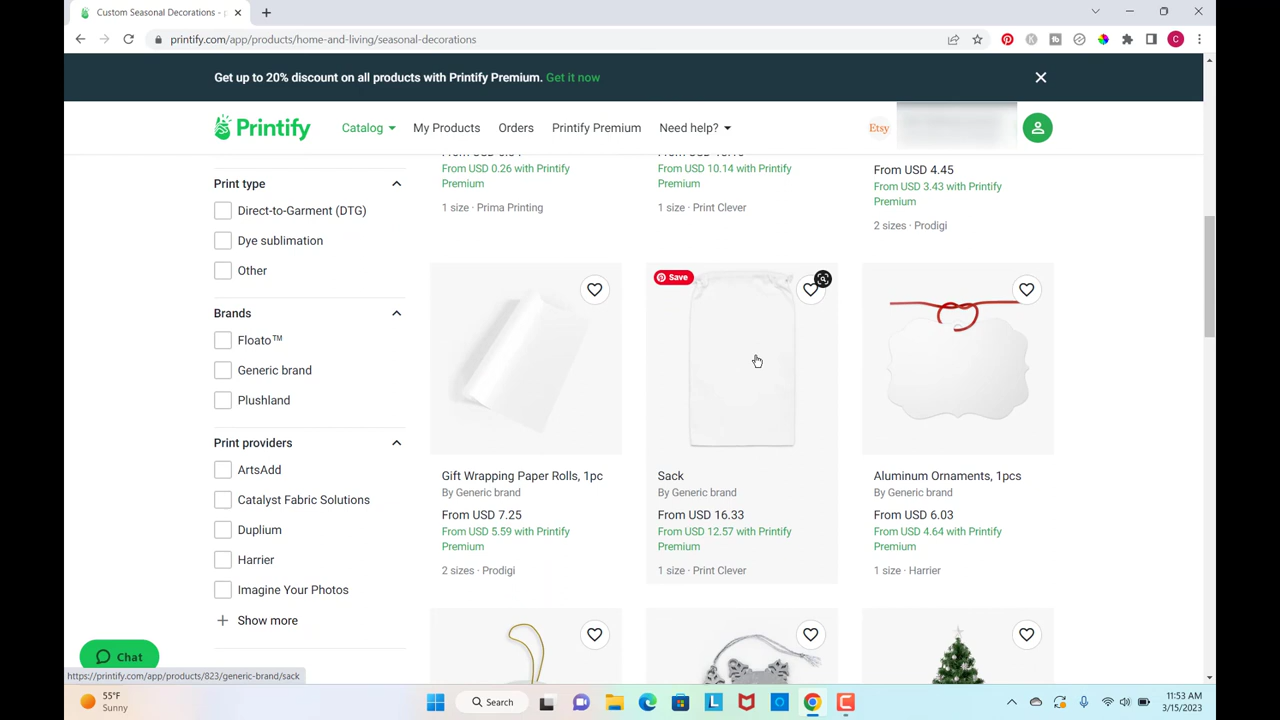 Custom Seasonal Decorations - p
printify.com/app/products/home-and-living/seasonal-decorations
C
Get up to 20% discount on all products with Printify Premium. Get it now
Printify
Catalog
My Products
Orders
Printify Premium
Need help?
Etsy
Print type
Direct-to-Garment (DTG)
Dye sublimation
Other
Brands
Floato™
Generic brand
Plushland
Print providers
ArtsAdd
Catalyst Fabric Solutions
Duplium
Harrier
Imagine Your Photos
Show more
From USD 0.26 with Printify
Premium
1 size · Prima Printing
From USD 10.14 with Printify
Premium
1 size · Print Clever
From USD 4.45
From USD 3.43 with Printify
Premium
2 sizes · Prodigi
Gift Wrapping Paper Rolls, 1pc
By Generic brand
From USD 7.25
From USD 5.59 with Printify
Premium
2 sizes · Prodigi
Save
Sack
By Generic brand
From USD 16.33
From USD 12.57 with Printify
Premium
1 size · Print Clever
Aluminum Ornaments, 1pcs
By Generic brand
From USD 6.03
From USD 4.64 with Printify
Premium
1 size · Harrier
Chat
https://printify.com/app/products/823/generic-brand/sack
55°F
Sunny
Search
11:53 AM
3/15/2023